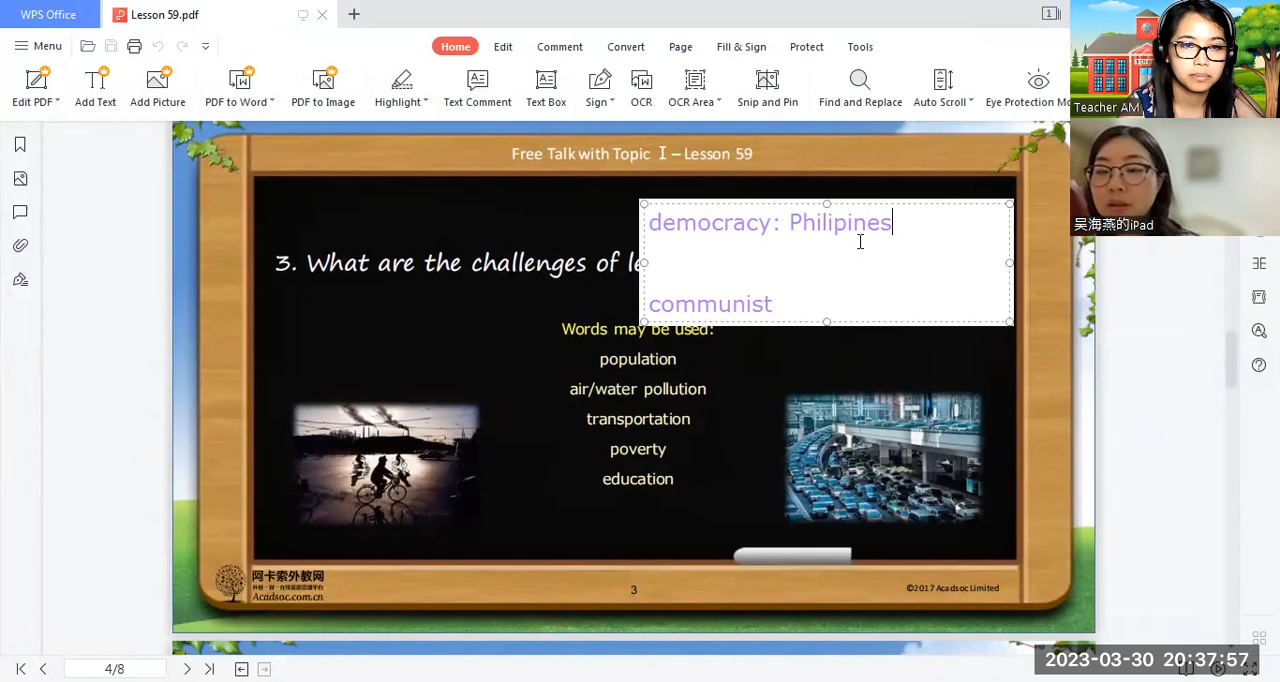 WPS Office
Lesson 59.pdf
Menu
Home
Edit
Comment
Convert
Page
Fill & Sign
Protect
Tools
Edit PDF
Add Text
Add Picture
PDF to Word
PDF to Image
Highlight
Text Comment
Text Box
Sign
OCR
OCR Area
Snip and Pin
Find and Replace
Auto Scroll
Eye Protection Mo
Teacher AM
吴海燕的iPad
Free Talk with Topic Ⅰ – Lesson 59
democracy: Philipines
3. What are the challenges of le
communist
Words may be used:
population
air/water pollution
transportation
poverty
education
阿卡索外教网
Acadsoc.com.cn
3
©2017 Acadsoc Limited
4/8
2023-03-30 20:37:57